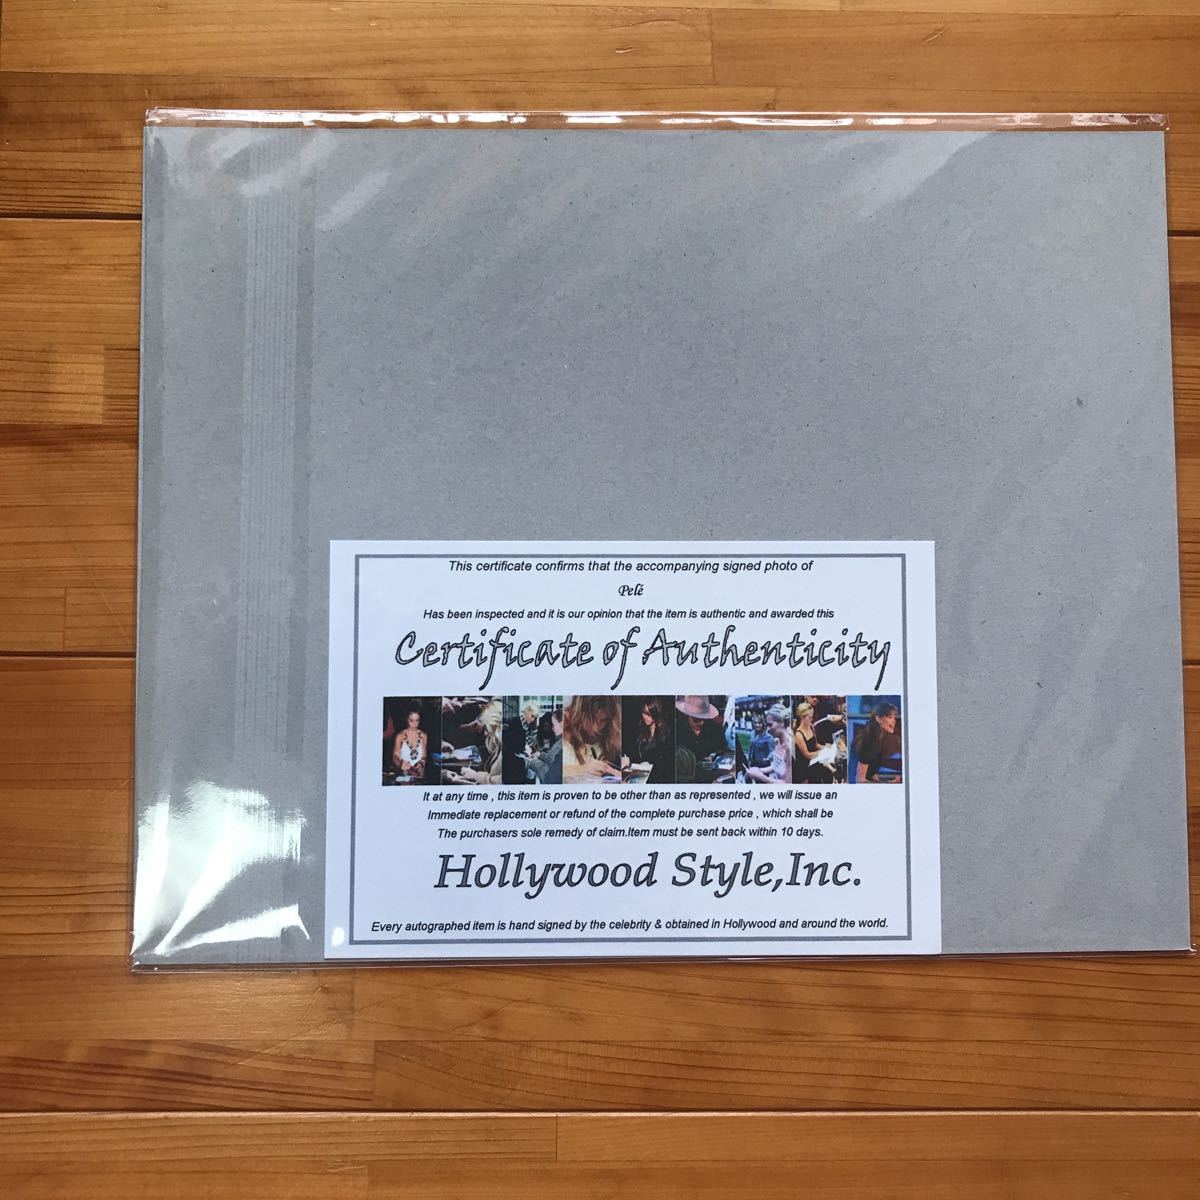 This certificate confirms that the accompanying signed photo of
Pelé
Has been inspected and it is our opinion that the item is authentic and awarded this
Certificate of Authenticity
It at any time , this item is proven to be other than as represented , we will issue an
Immediate replacement or refund of the complete purchase price , which shall be
The purchasers sole remedy of claim.Item must be sent back within 10 days.
Hollywood Style,Inc.
Every autographed item is hand signed by the celebrity & obtained in Hollywood and around the world.